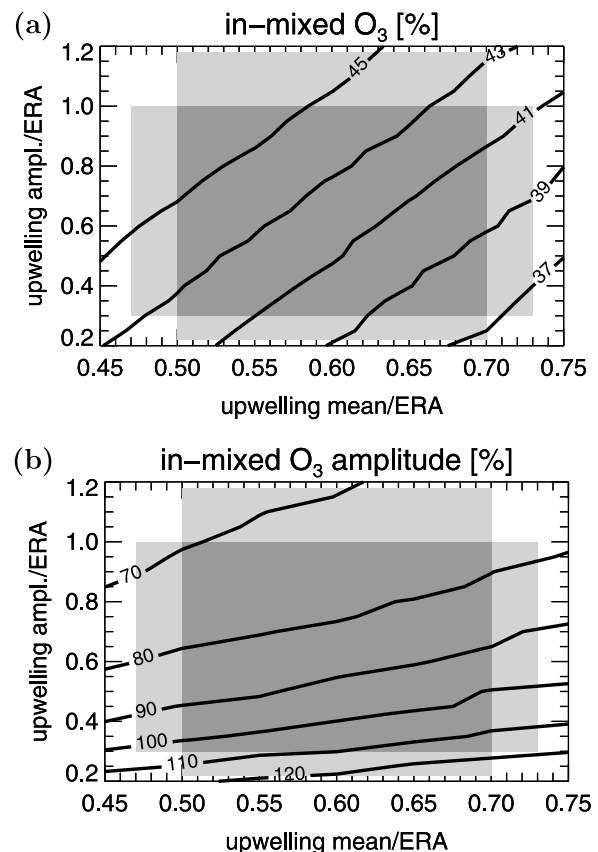 (a)
in−mixed O3 [%]
upwelling ampl./ERA
1.2
1.0
0.8
0.6
0.4
0.2
45
43
41
39
37
0.45 0.50 0.55 0.60 0.65 0.70 0.75
upwelling mean/ERA
(b)
in−mixed O3 amplitude [%]
upwelling ampl./ERA
1.2
1.0
0.8
0.6
0.4
0.2
70
80
90
100
110
120
0.45 0.50 0.55 0.60 0.65 0.70 0.75
upwelling mean/ERA